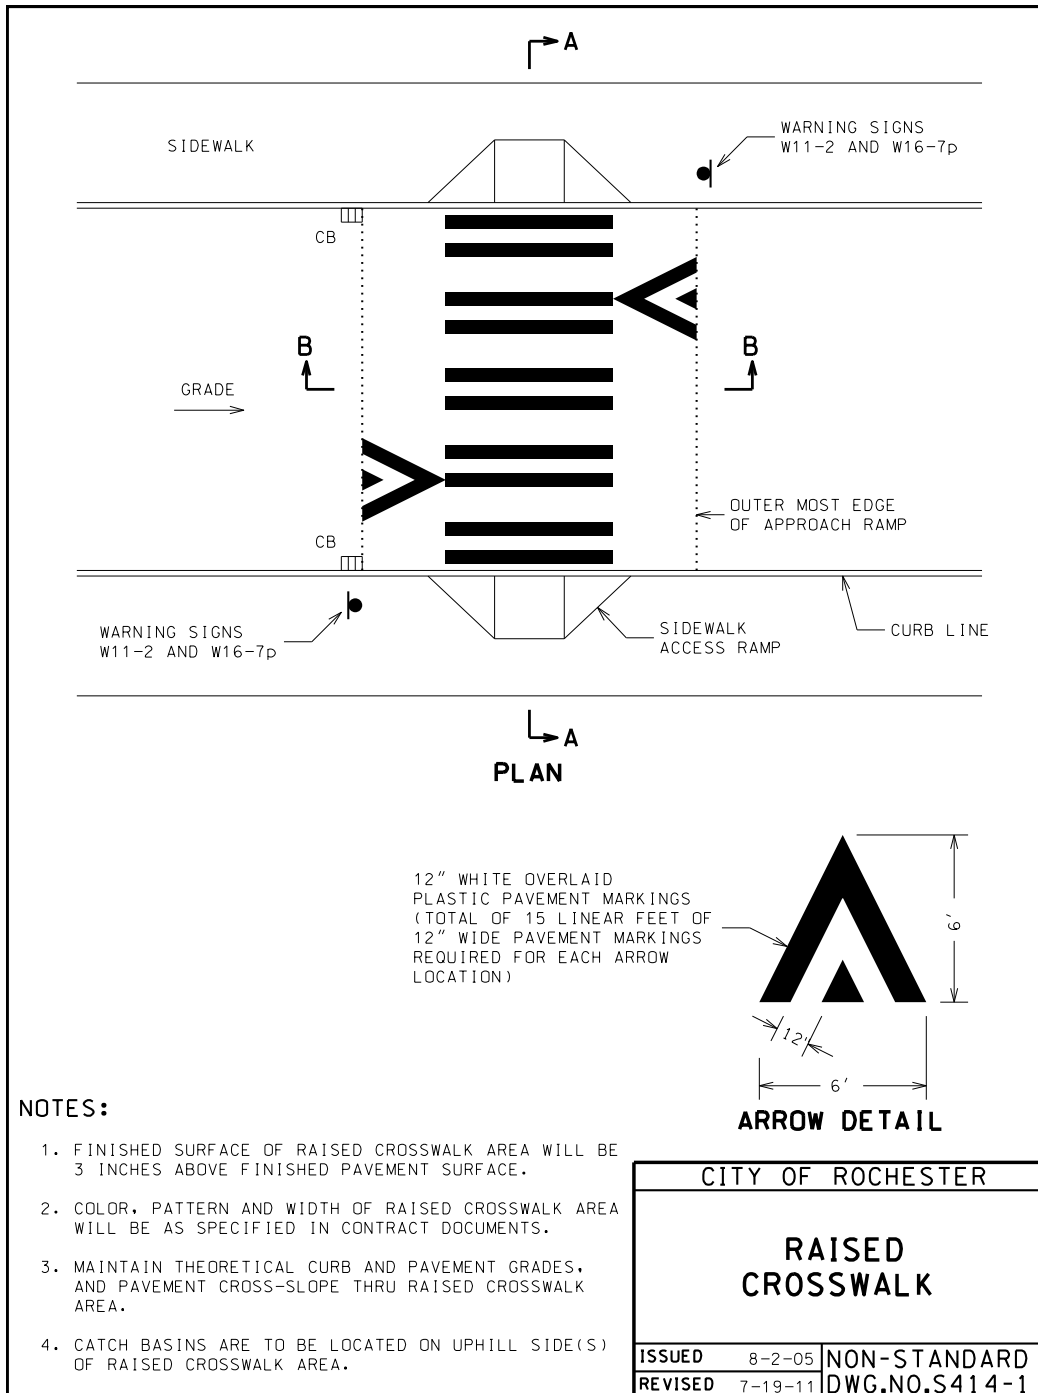 A
SIDEWALK
WARNING SIGNS
W11-2 AND W16-7p
CB
B
B
GRADE
OUTER MOST EDGE
OF APPROACH RAMP
CB
WARNING SIGNS
W11-2 AND W16-7p
SIDEWALK
ACCESS RAMP
CURB LINE
A
PLAN
12" WHITE OVERLAID
PLASTIC PAVEMENT MARKINGS
(TOTAL OF 15 LINEAR FEET OF
12" WIDE PAVEMENT MARKINGS
REQUIRED FOR EACH ARROW
LOCATION)
6'
12'
6'
ARROW DETAIL
NOTES:
1. FINISHED SURFACE OF RAISED CROSSWALK AREA WILL BE
3 INCHES ABOVE FINISHED PAVEMENT SURFACE.
2. COLOR, PATTERN AND WIDTH OF RAISED CROSSWALK AREA
WILL BE AS SPECIFIED IN CONTRACT DOCUMENTS.
3. MAINTAIN THEORETICAL CURB AND PAVEMENT GRADES,
AND PAVEMENT CROSS-SLOPE THRU RAISED CROSSWALK
AREA.
4. CATCH BASINS ARE TO BE LOCATED ON UPHILL SIDE(S)
OF RAISED CROSSWALK AREA.
CITY OF ROCHESTER
RAISED
CROSSWALK
ISSUED 8-2-05 NON-STANDARD
REVISED 7-19-11 DWG.NO.S414-1